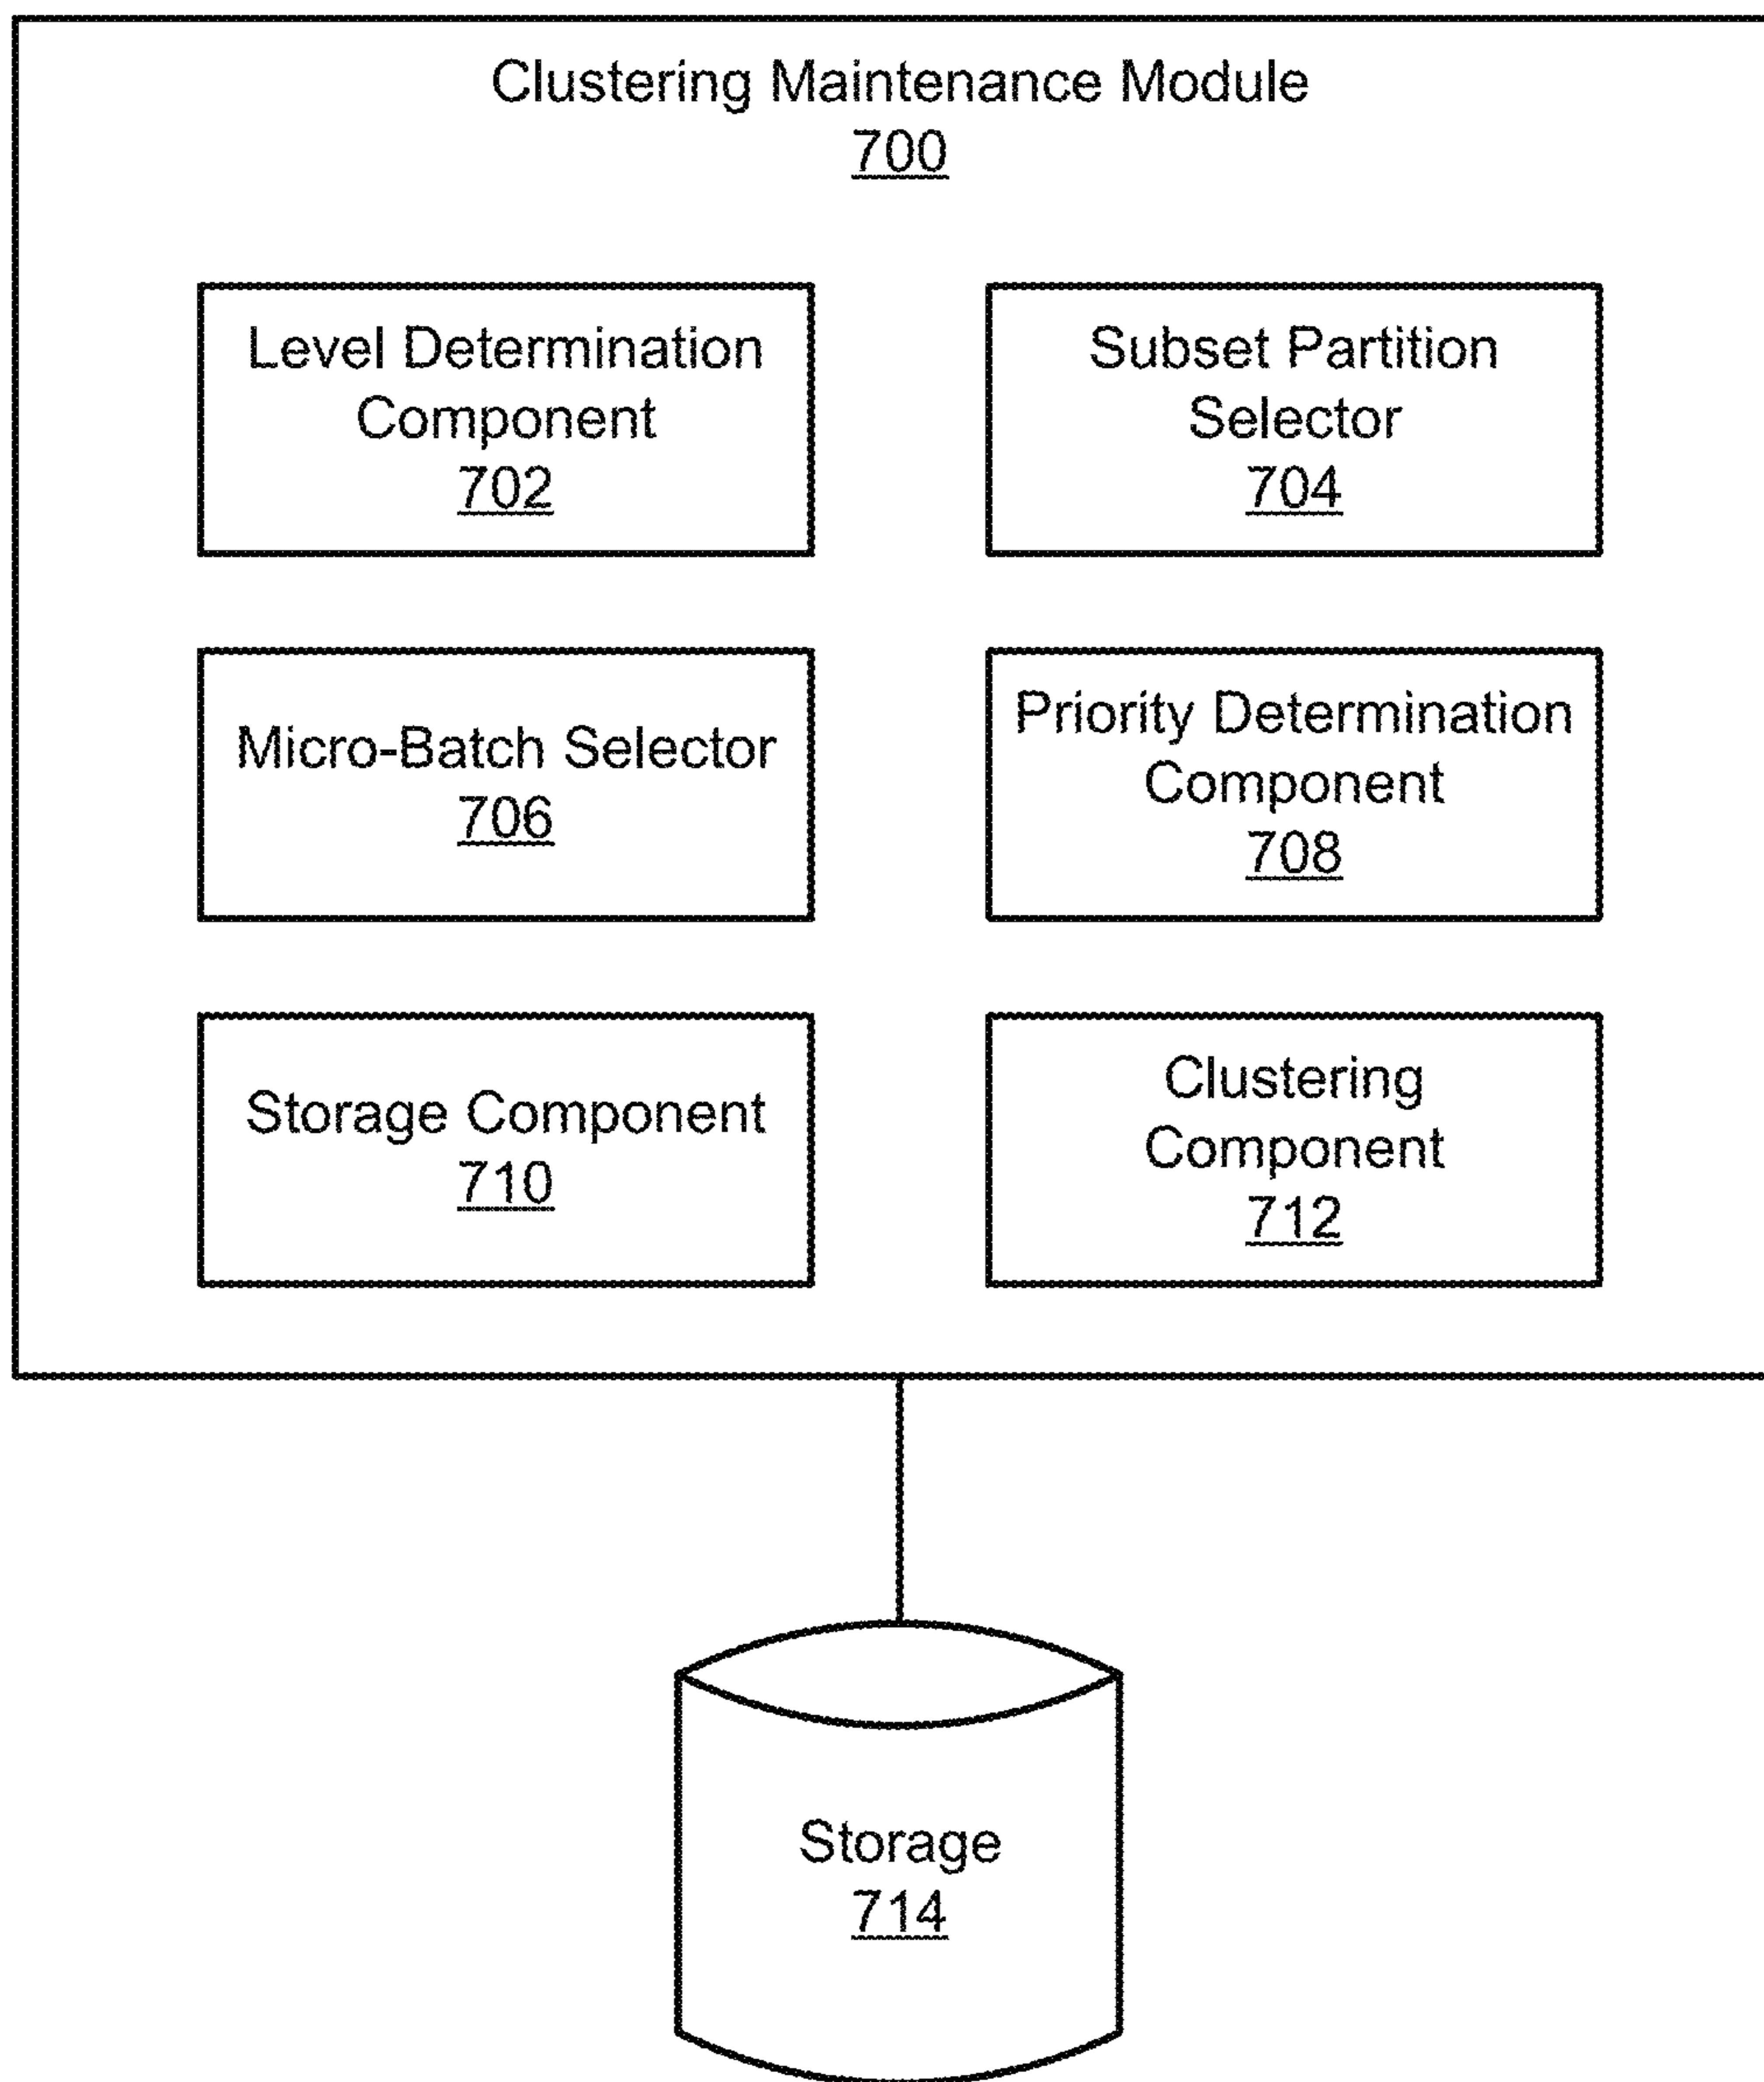 Clustering Maintenance Module
700
Level Determination
Component
702
Subset Partition
Selector
704
Micro-Batch Selector
706
Priority Determination
Component
708
Storage Component
710
Clustering
Component
712
Storage
714